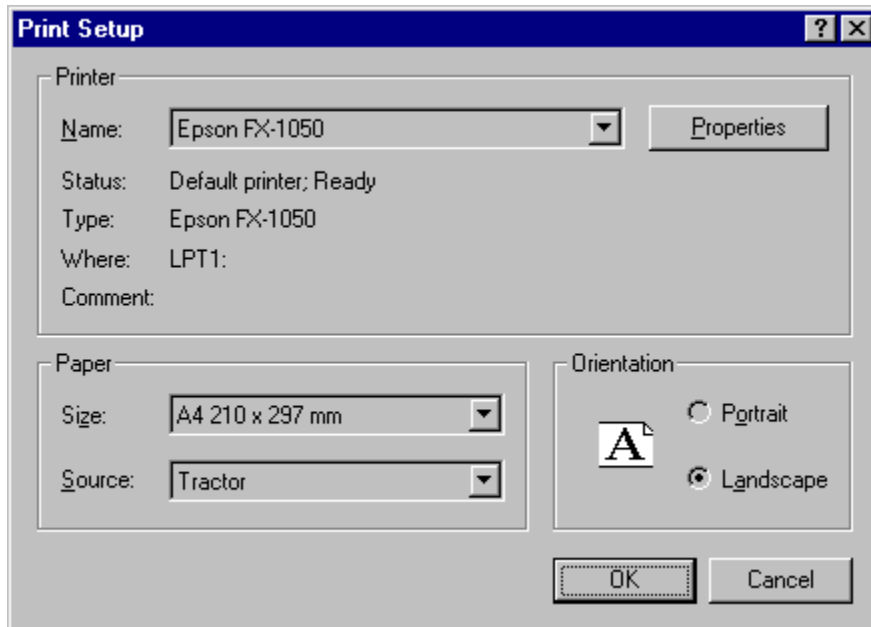 Print Setup
Printer
Name: Epson FX-1050 Properties
Status: Default printer; Ready
Type: Epson FX-1050
Where: LPT1:
Comment:
Paper
Size: A4 210 x 297 mm
Source: Tractor
Orientation
A
Portrait
Landscape
OK Cancel